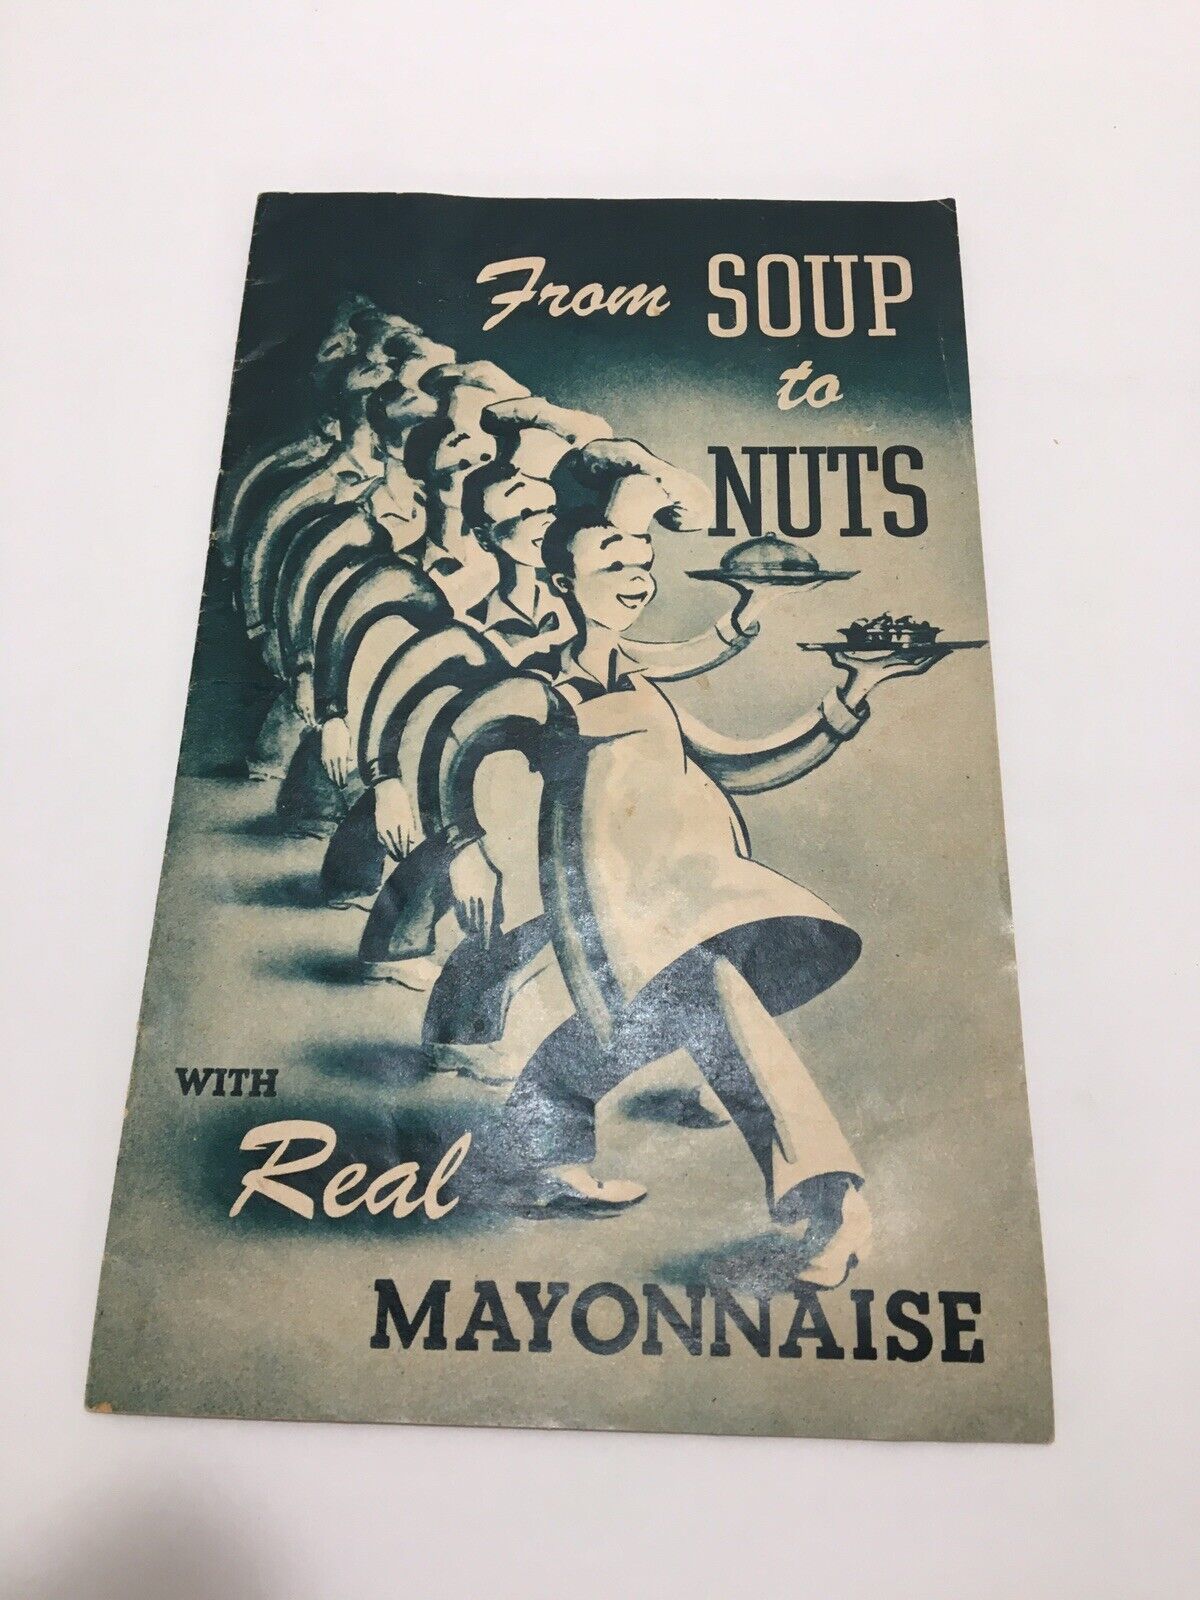 From SOUP
to
NUTS
WITH
Real
MAYONNAISE